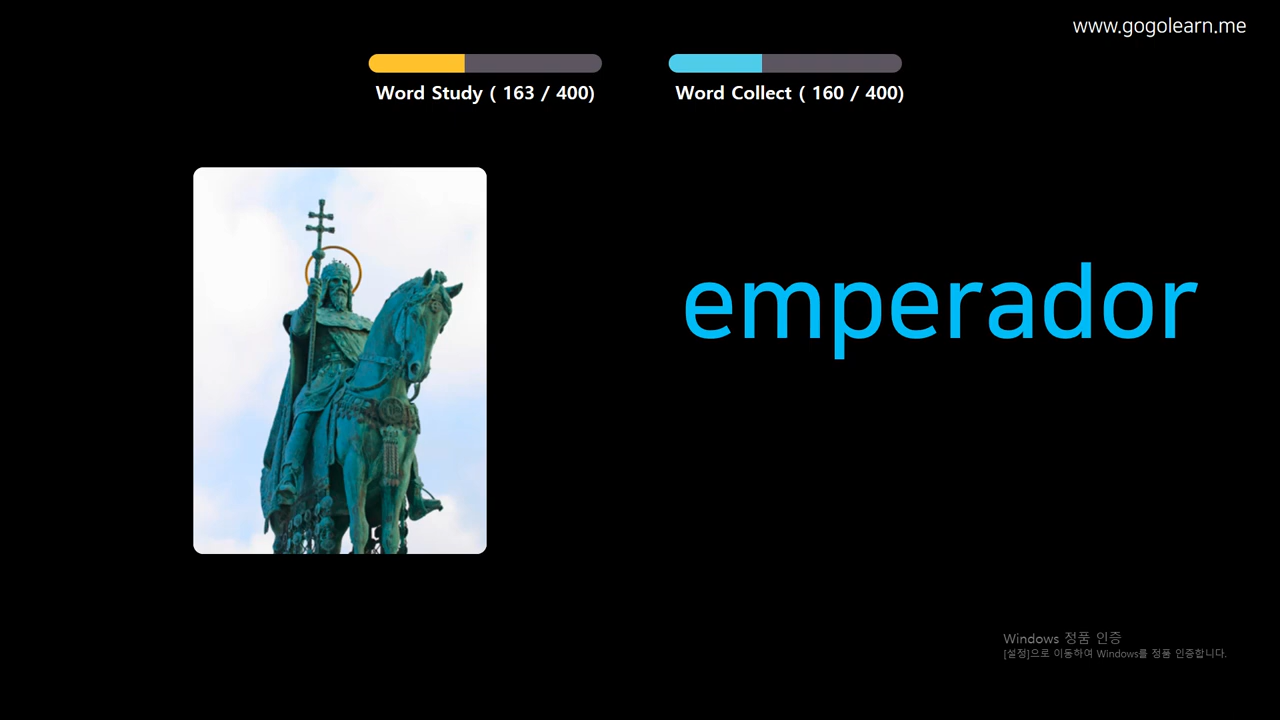 www.gogolearn.me
Word Study ( 163 / 400)
Word Collect ( 160 / 400)
emperador
Windows 정품 인증
[설정]으로 이동하여 Windows를 정품 인증합니다.